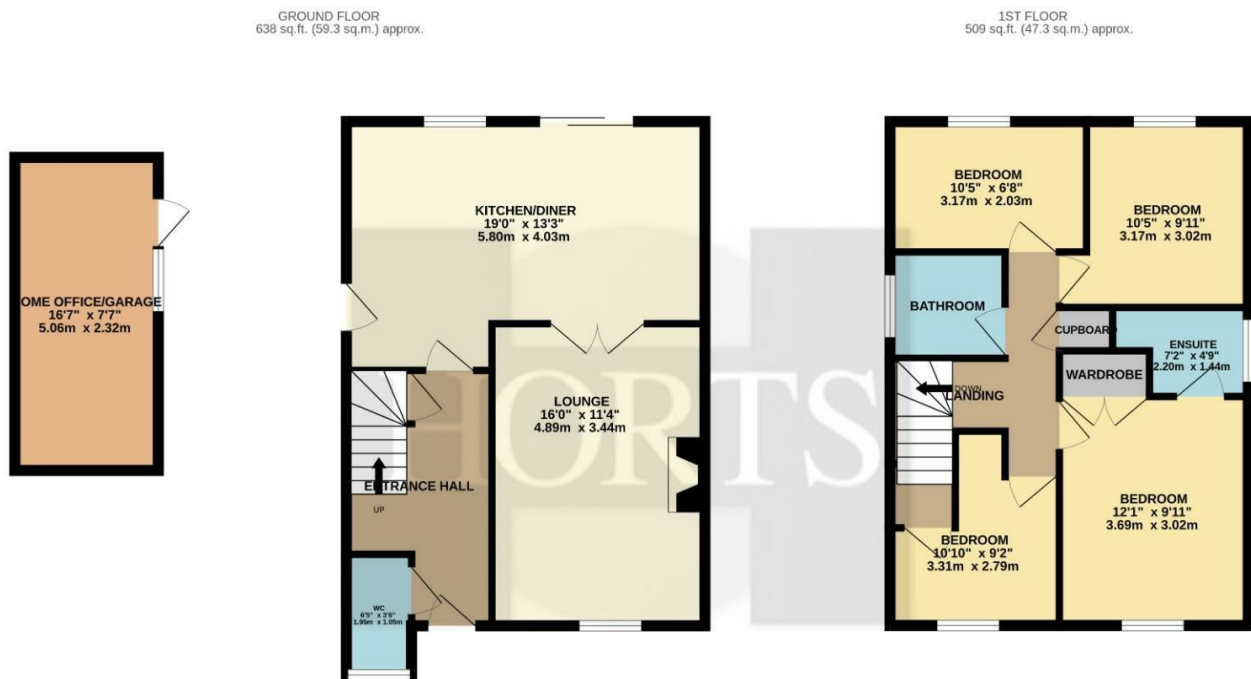 GROUND FLOOR
638 sq.ft. (59.3 sq.m.) approx.
1ST FLOOR
509 sq.ft. (47.3 sq.m.) approx.
OME OFFICE/GARAGE
16'7" x 7'7"
5.06m x 2.32m
KITCHEN/DINER
19'0" x 13'3"
5.80m x 4.03m
LOUNGE
16'0" x 11'4"
4.89m x 3.44m
ENTRANCE HALL
UP
WC
6'5" x 3'6"
1.95m x 1.05m
BEDROOM
10'5" x 6'8"
3.17m x 2.03m
BEDROOM
10'5" x 9'11"
3.17m x 3.02m
BATHROOM
CUPBOARD
ENSUITE
7'2" x 4'9"
2.20m x 1.44m
WARDROBE
DOWN
LANDING
BEDROOM
12'1" x 9'11"
3.69m x 3.02m
BEDROOM
10'10" x 9'2"
3.31m x 2.79m
HORTS